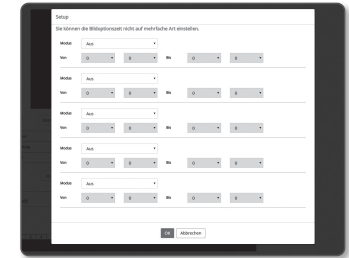 Setup
Sie können die Bildoptionszeit nicht auf mehrfache Art einstellen.
Modus Aus
Von 0 0 Bis 0 0
Modus Aus
Von 0 0 Bis 0 0
Modus Aus
Von 0 0 Bis 0 0
Modus Aus
Von 0 0 Bis 0 0
Modus Aus
Von 0 0 Bis 0 0
OK Abbrechen